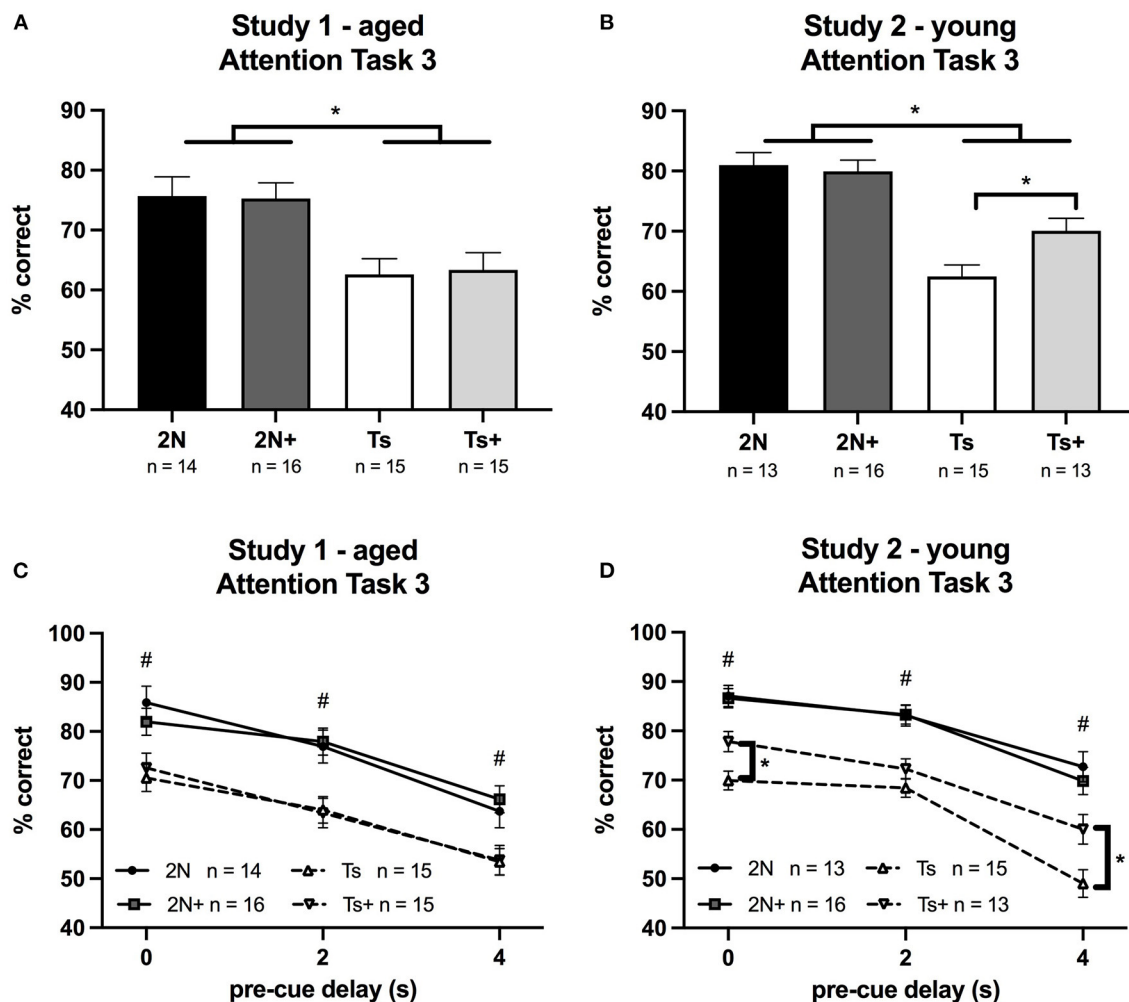 A
Study 1 - aged
Attention Task 3
% correct
90
80
70
60
50
40
*
2N
2N+
Ts
Ts+
n = 14
n = 16
n = 15
n = 15
B
Study 2 - young
Attention Task 3
% correct
90
80
70
60
50
40
*
*
2N
2N+
Ts
Ts+
n = 13
n = 16
n = 15
n = 13
C
Study 1 - aged
Attention Task 3
% correct
100
90
80
70
60
50
40
#
#
#
2N n = 14
Ts n = 15
2N+ n = 16
Ts+ n = 15
0
2
4
pre-cue delay (s)
D
Study 2 - young
Attention Task 3
% correct
100
90
80
70
60
50
40
#
#
#
*
*
2N n = 13
Ts n = 15
2N+ n = 16
Ts+ n = 13
0
2
4
pre-cue delay (s)